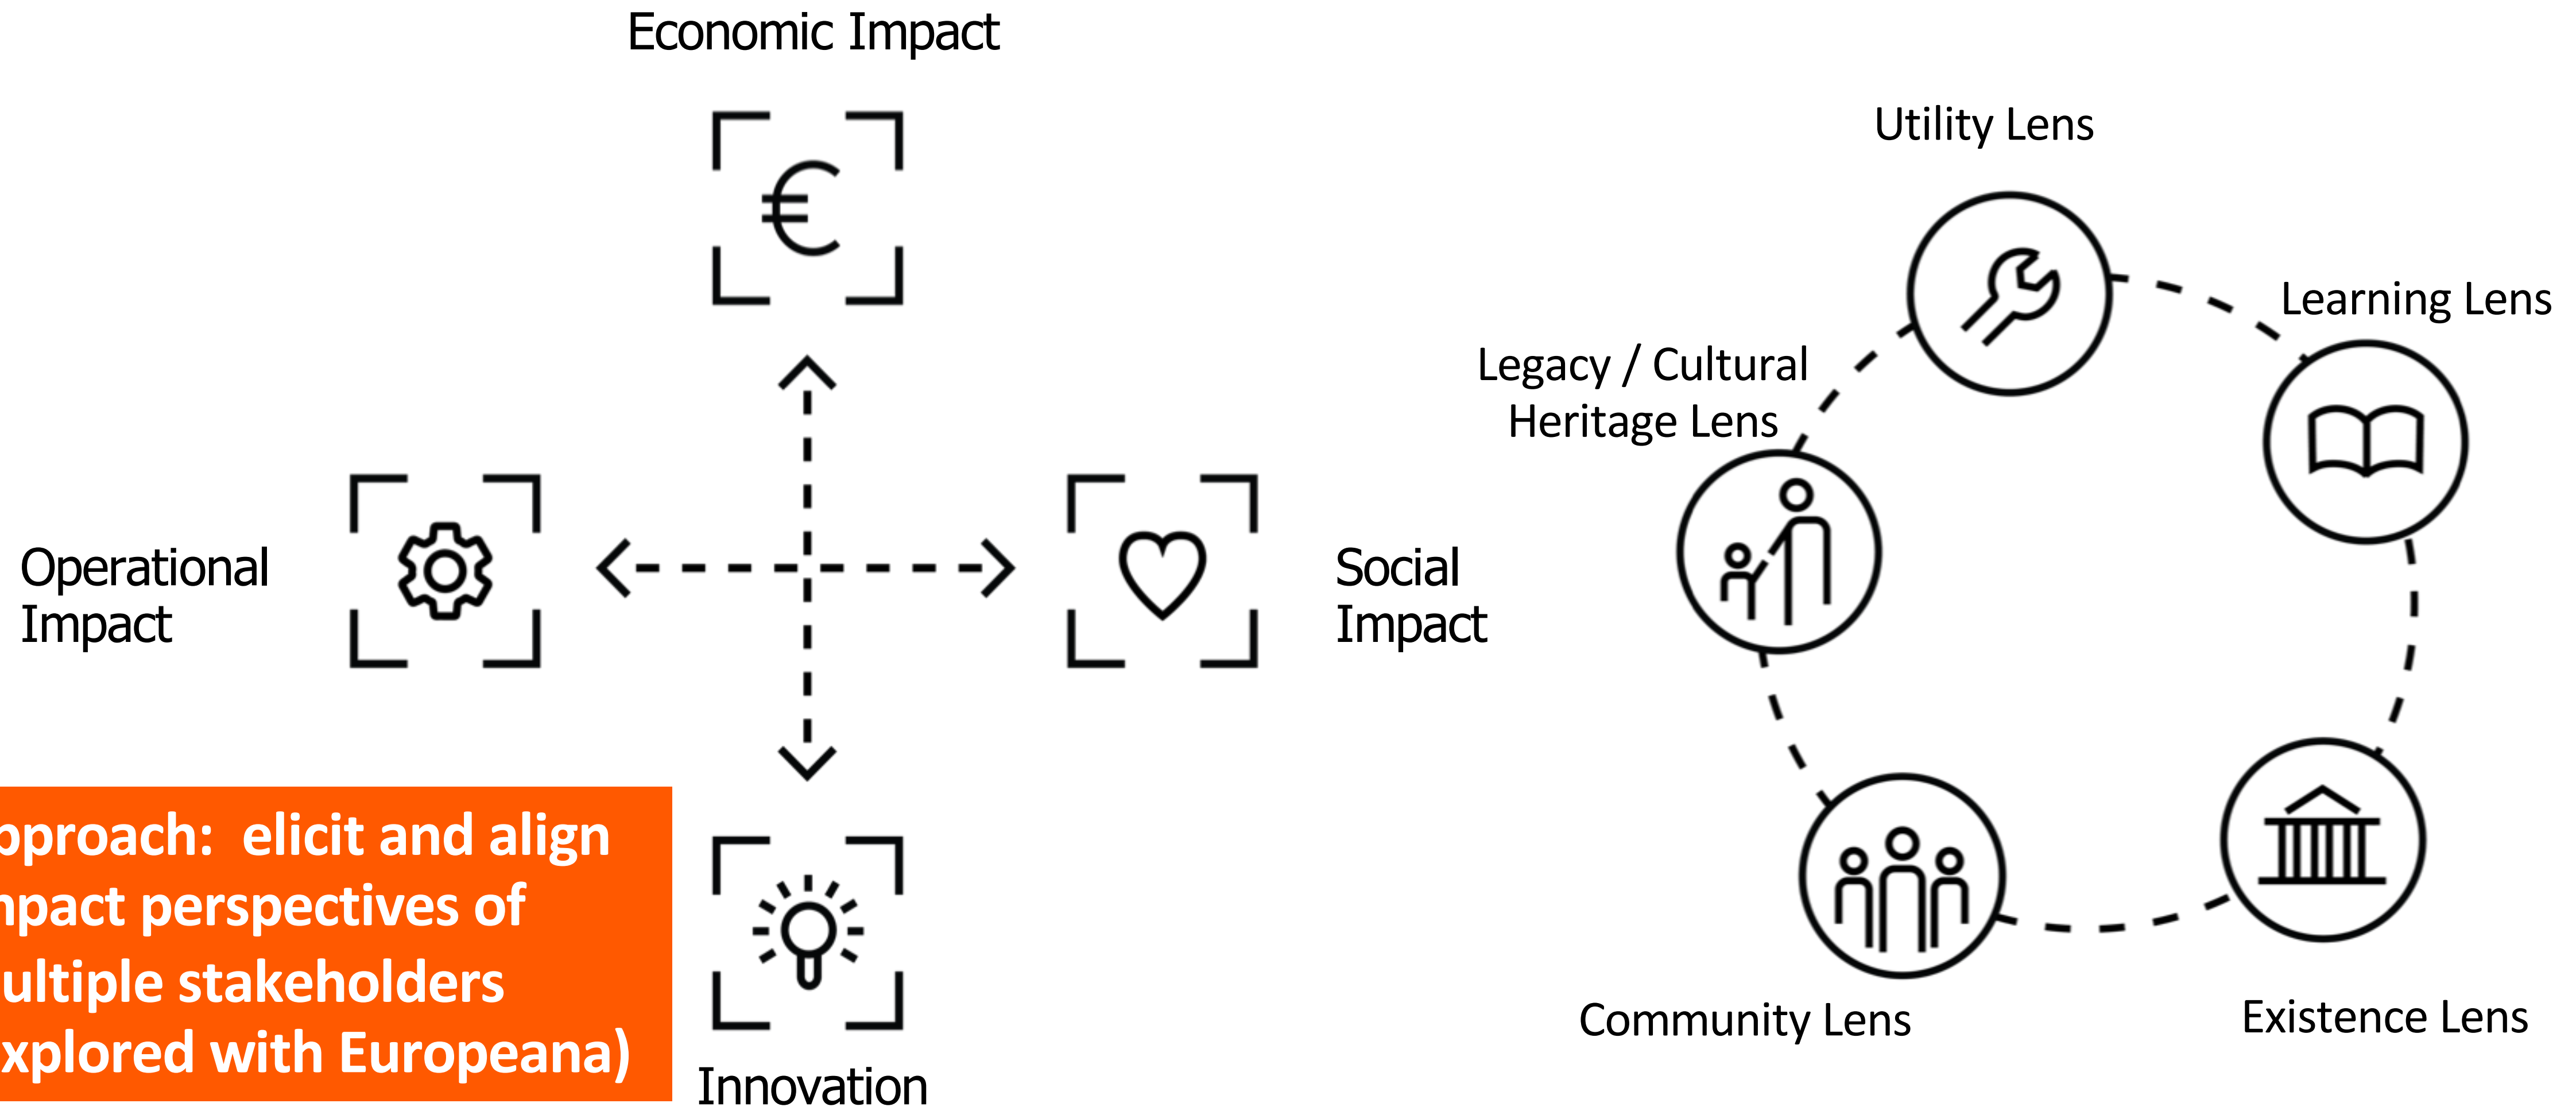 Economic Impact
Operational
Impact
Social
Impact
pproach:  elicit and align
npact perspectives of
ultiple stakeholders
xplored with Europeana)
Innovation
Utility Lens
Learning Lens
Legacy / Cultural
Heritage Lens
Community Lens
Existence Lens